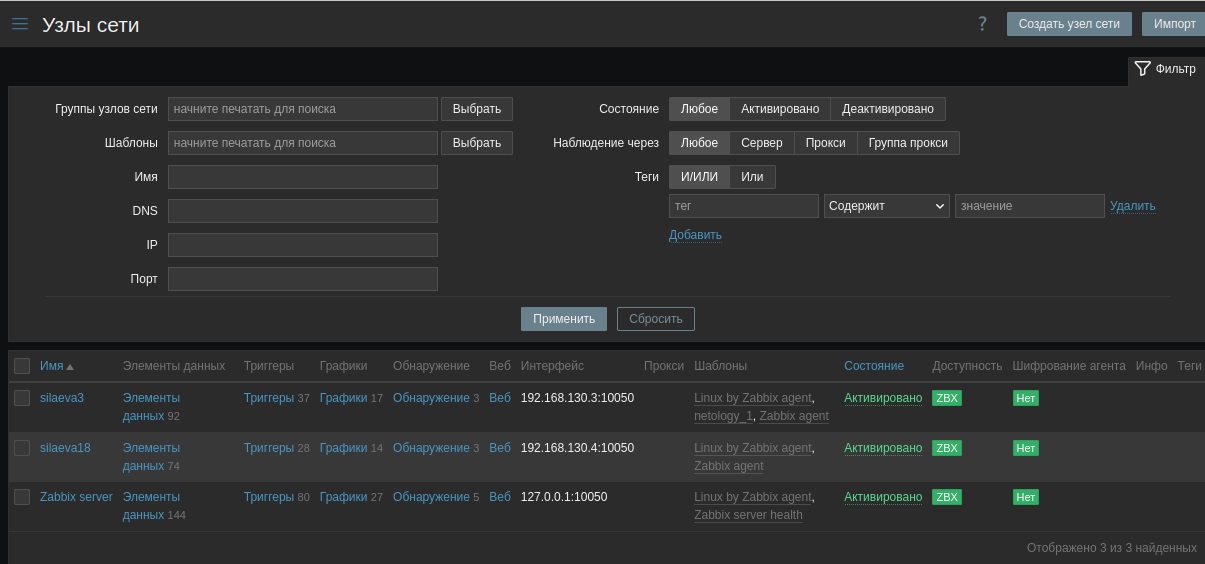 Узлы сети
?
Создать узел сети
Импорт
Фильтр
Группы узлов сети начните печатать для поиска Выбрать
Состояние Любое Активировано Деактивировано
Шаблоны начните печатать для поиска Выбрать
Наблюдение через Любое Сервер Прокси Группа прокси
Имя
Теги И/ИЛИ Или
DNS
тег Содержит значение Удалить
IP
Добавить
Порт
Применить Сбросить
Имя Элементы данных Триггеры Графики Обнаружение Веб Интерфейс Прокси Шаблоны Состояние Доступность Шифрование агента Инфо Теги
silaeva3 Элементы Триггеры 37 Графики 17 Обнаружение 3 Веб 192.168.130.3:10050 Linux by Zabbix agent, Активировано ZBX Нет
данных 92 netology_1, Zabbix agent
silaeva18 Элементы Триггеры 28 Графики 14 Обнаружение 3 Веб 192.168.130.4:10050 Linux by Zabbix agent, Активировано ZBX Нет
данных 74 Zabbix agent
Zabbix server Элементы Триггеры 80 Графики 27 Обнаружение 5 Веб 127.0.0.1:10050 Linux by Zabbix agent, Активировано ZBX Нет
данных 144 Zabbix server health
Отображено 3 из 3 найденных